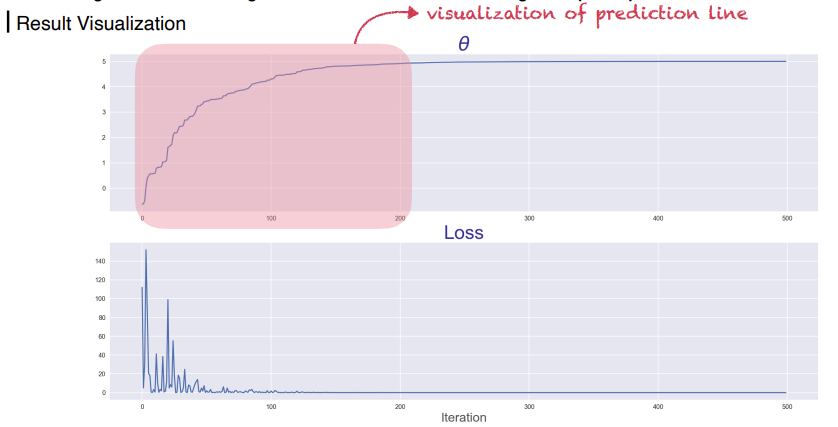 Result Visualization
visualization of prediction line
θ
5
4
3
2
1
0
0 100 200 300 400 500
Loss
140
120
100
80
60
40
20
0
0 100 200 300 400 500
Iteration